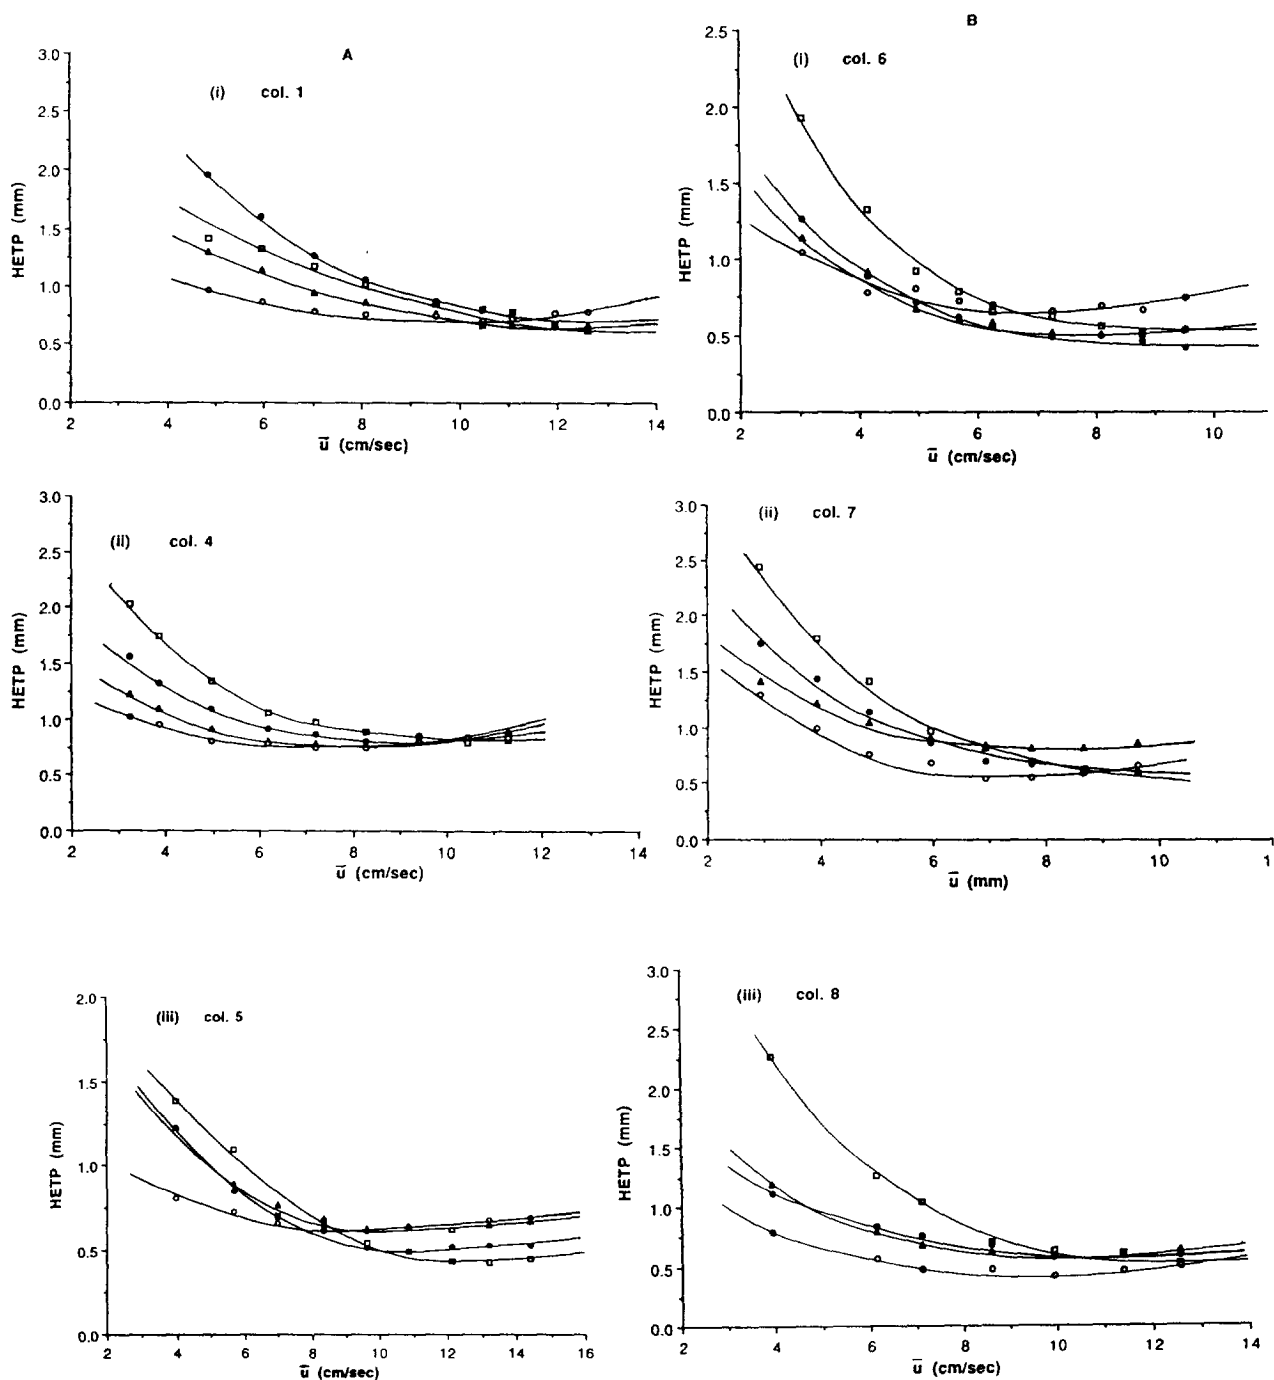 A
(i) col. 1
HETP (mm)
3.0
2.5
2.0
1.5
1.0
0.5
0.0
2 4 6 8 10 12 14
u̅ (cm/sec)
(ii) col. 4
HETP (mm)
3.0
2.5
2.0
1.5
1.0
0.5
0.0
2 4 6 8 10 12 14
u̅ (cm/sec)
(iii) col. 5
HETP (mm)
2.0
1.5
1.0
0.5
0.0
2 4 6 8 10 12 14 16
u̅ (cm/sec)
B
(i) col. 6
HETP (mm)
2.5
2.0
1.5
1.0
0.5
0.0
2 4 6 8 10
u̅ (cm/sec)
(ii) col. 7
HETP (mm)
3.0
2.5
2.0
1.5
1.0
0.5
0.0
2 4 6 8 10 1
u̅ (mm)
(iii) col. 8
HETP (mm)
3.0
2.5
2.0
1.5
1.0
0.5
0.0
2 4 6 8 10 12 14
u̅ (cm/sec)